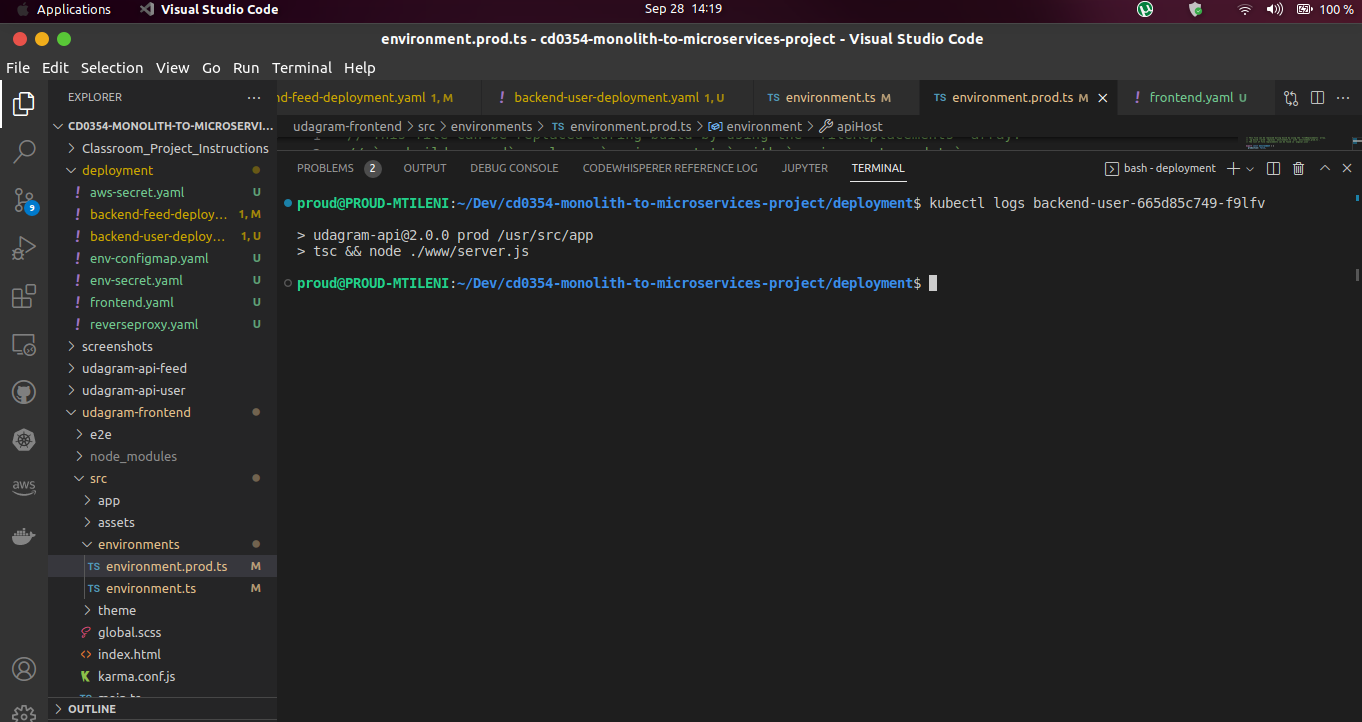 Applications Visual Studio Code Sep 28 14:19 100 %
environment.prod.ts - cd0354-monolith-to-microservices-project - Visual Studio Code
File Edit Selection View Go Run Terminal Help
EXPLORER
nd-feed-deployment.yaml 1, M
! backend-user-deployment.yaml 1, U
TS environment.ts M
TS environment.prod.ts M
! frontend.yaml U
udagram-frontend > src > environments > TS environment.prod.ts > environment > apiHost
CD0354-MONOLITH-TO-MICROSERVI...
Classroom_Project_Instructions
deployment
! aws-secret.yaml U
! backend-feed-deploy... 1, M
! backend-user-deploy... 1, U
! env-configmap.yaml U
! env-secret.yaml U
! frontend.yaml U
! reverseproxy.yaml U
screenshots
udagram-api-feed
udagram-api-user
udagram-frontend
e2e
node_modules
src
app
assets
environments
TS environment.prod.ts M
TS environment.ts M
theme
global.scss
index.html
karma.conf.js
OUTLINE
9
aws
PROBLEMS 2 OUTPUT DEBUG CONSOLE CODEWHISPERER REFERENCE LOG JUPYTER TERMINAL
bash - deployment
proud@PROUD-MTILENI:~/Dev/cd0354-monolith-to-microservices-project/deployment$ kubectl logs backend-user-665d85c749-f9lfv
> udagram-api@2.0.0 prod /usr/src/app
> tsc && node ./www/server.js
proud@PROUD-MTILENI:~/Dev/cd0354-monolith-to-microservices-project/deployment$